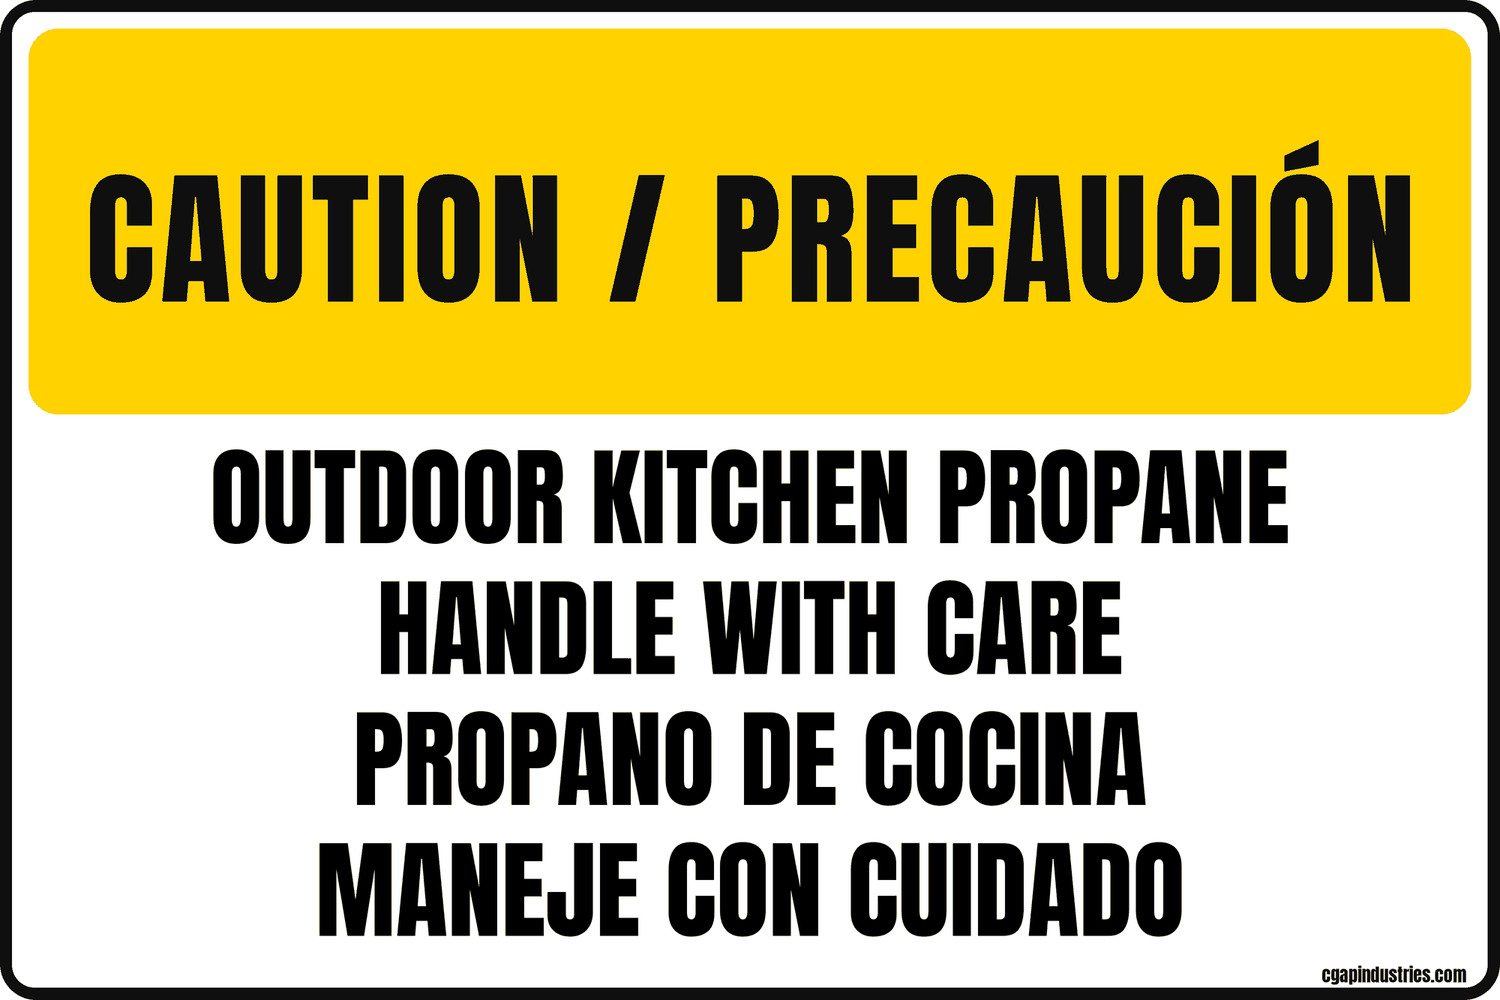 CAUTION / PRECAUCIÓN
OUTDOOR KITCHEN PROPANE
HANDLE WITH CARE
PROPANO DE COCINA
MANEJE CON CUIDADO
cgapindustries.com